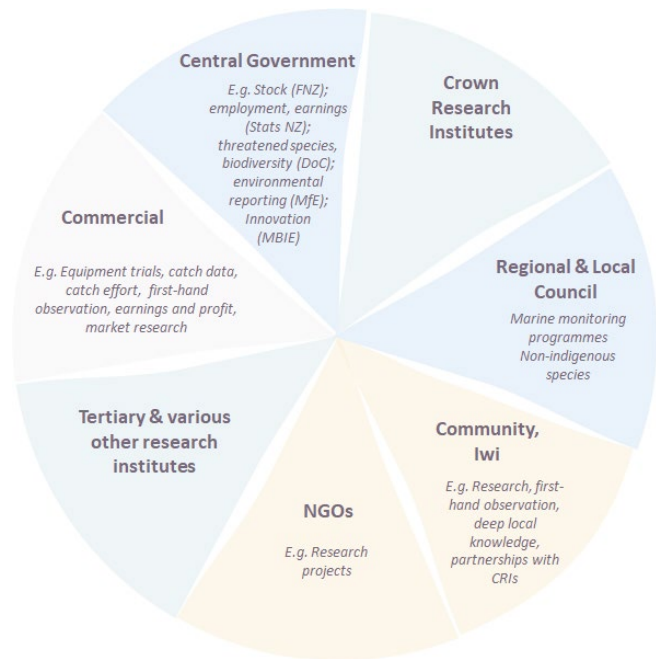 Central Government
E.g. Stock (FNZ);
employment, earnings
(Stats NZ);
threatened species,
biodiversity (DoC);
environmental
reporting (MfE);
Innovation
(MBIE)
Crown
Research
Institutes
Regional & Local
Council
Marine monitoring
programmes
Non-indigenous
species
Community,
Iwi
E.g. Research, first-
hand observation,
deep local
knowledge,
partnerships with
CRIs
NGOs
E.g. Research
projects
Tertiary & various
other research
institutes
Commercial
E.g. Equipment trials, catch data,
catch effort, first-hand
observation, earnings and profit,
market research